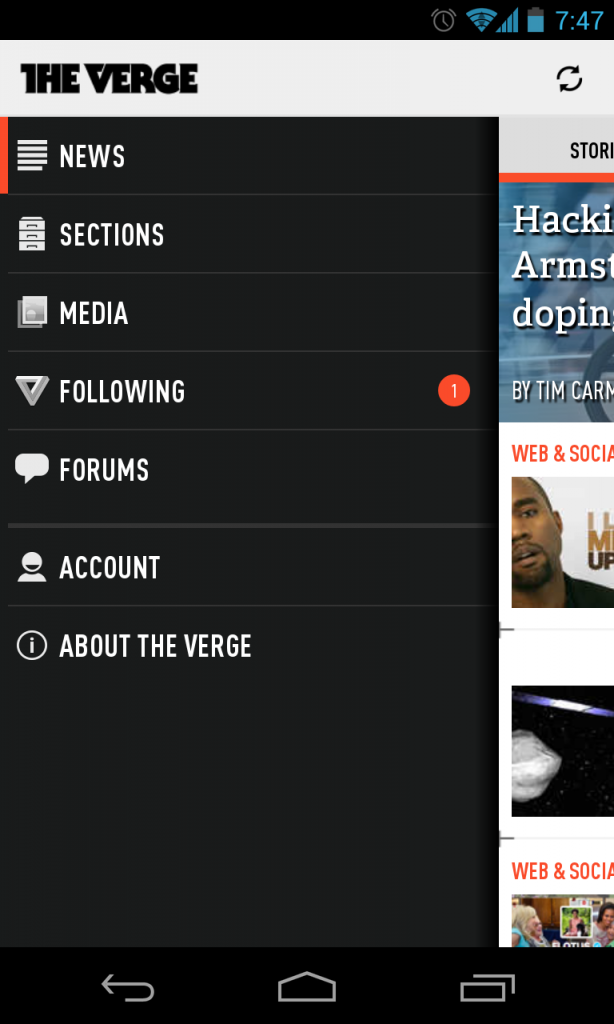 7:47
THE VERGE
NEWS
SECTIONS
MEDIA
FOLLOWING
1
FORUMS
ACCOUNT
ABOUT THE VERGE
STORI
Hacki
Armst
doping
BY TIM CARM
WEB & SOCIA
I L
M
UP
WEB & SOCIA